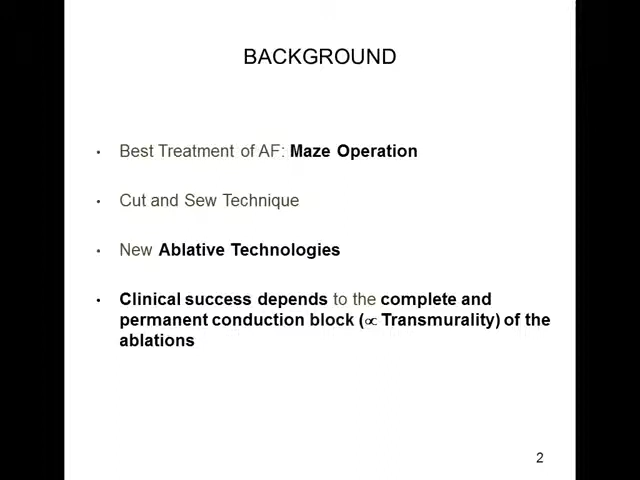 BACKGROUND
• Best Treatment of AF: Maze Operation
• Cut and Sew Technique
• New Ablative Technologies
• Clinical success depends to the complete and
permanent conduction block (∝ Transmurality) of the
ablations
2